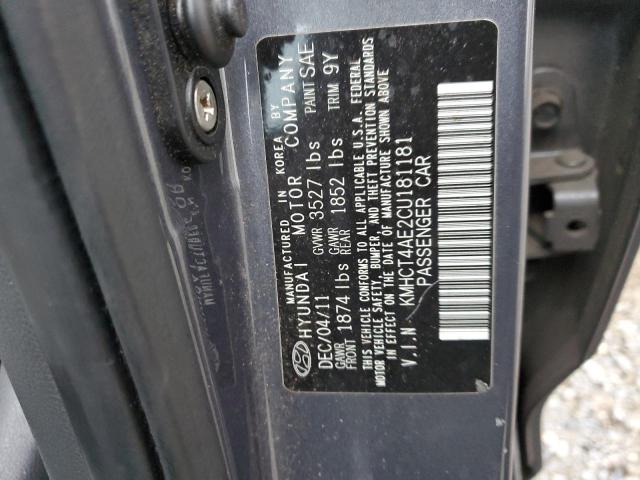 MANUFACTURED IN KOREA BY
HYUNDAI MOTOR COMPANY
DEC/04/11 GVWR 3527 lbs PAINT SAE
GAWR FRONT 1874 lbs GAWR REAR 1852 lbs TRIM 9Y
THIS VEHICLE CONFORMS TO ALL APPLICABLE U.S.A. FEDERAL
MOTOR VEHICLE SAFETY, BUMPER, AND THEFT PREVENTION STANDARDS
IN EFFECT ON THE DATE OF MANUFACTURE SHOWN ABOVE
V.I.N KMHCT4AE2CU181181
PASSENGER CAR